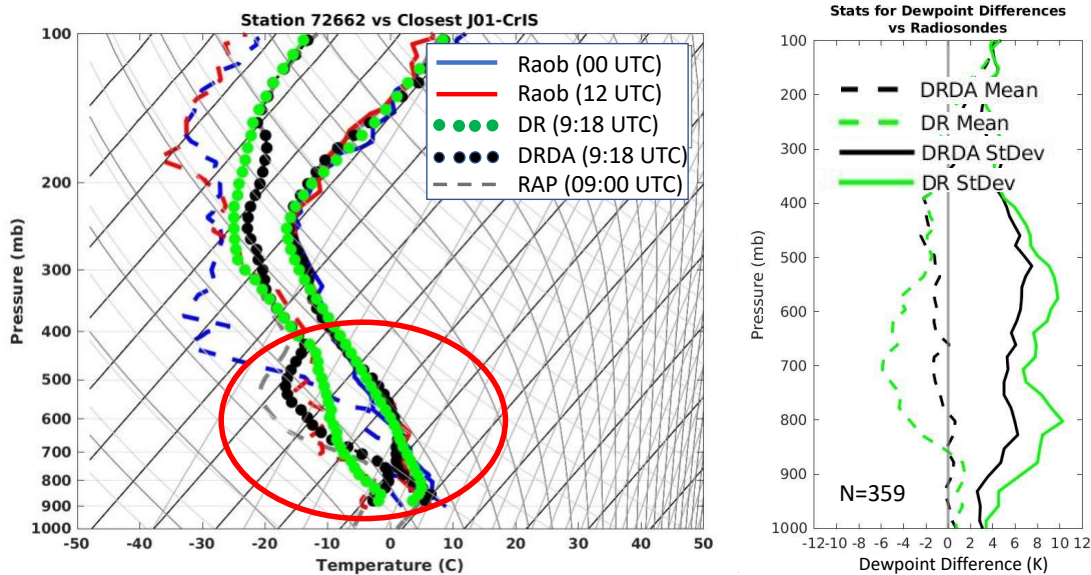 Station 72662 vs Closest J01-CrIS
100
200
300
400
500
600
700
800
900
1000
Pressure (mb)
-50 -40 -30 -20 -10 0 10 20 30 40 50
Temperature (C)
Raob (00 UTC)
Raob (12 UTC)
DR (9:18 UTC)
DRDA (9:18 UTC)
RAP (09:00 UTC)
Stats for Dewpoint Differences
vs Radiosondes
100
200
300
400
500
600
700
800
900
1000
Pressure (mb)
DRDA Mean
DR Mean
DRDA StDev
DR StDev
N=359
-12 -10 -8 -6 -4 -2 0 2 4 6 8 10 12
Dewpoint Difference (K)